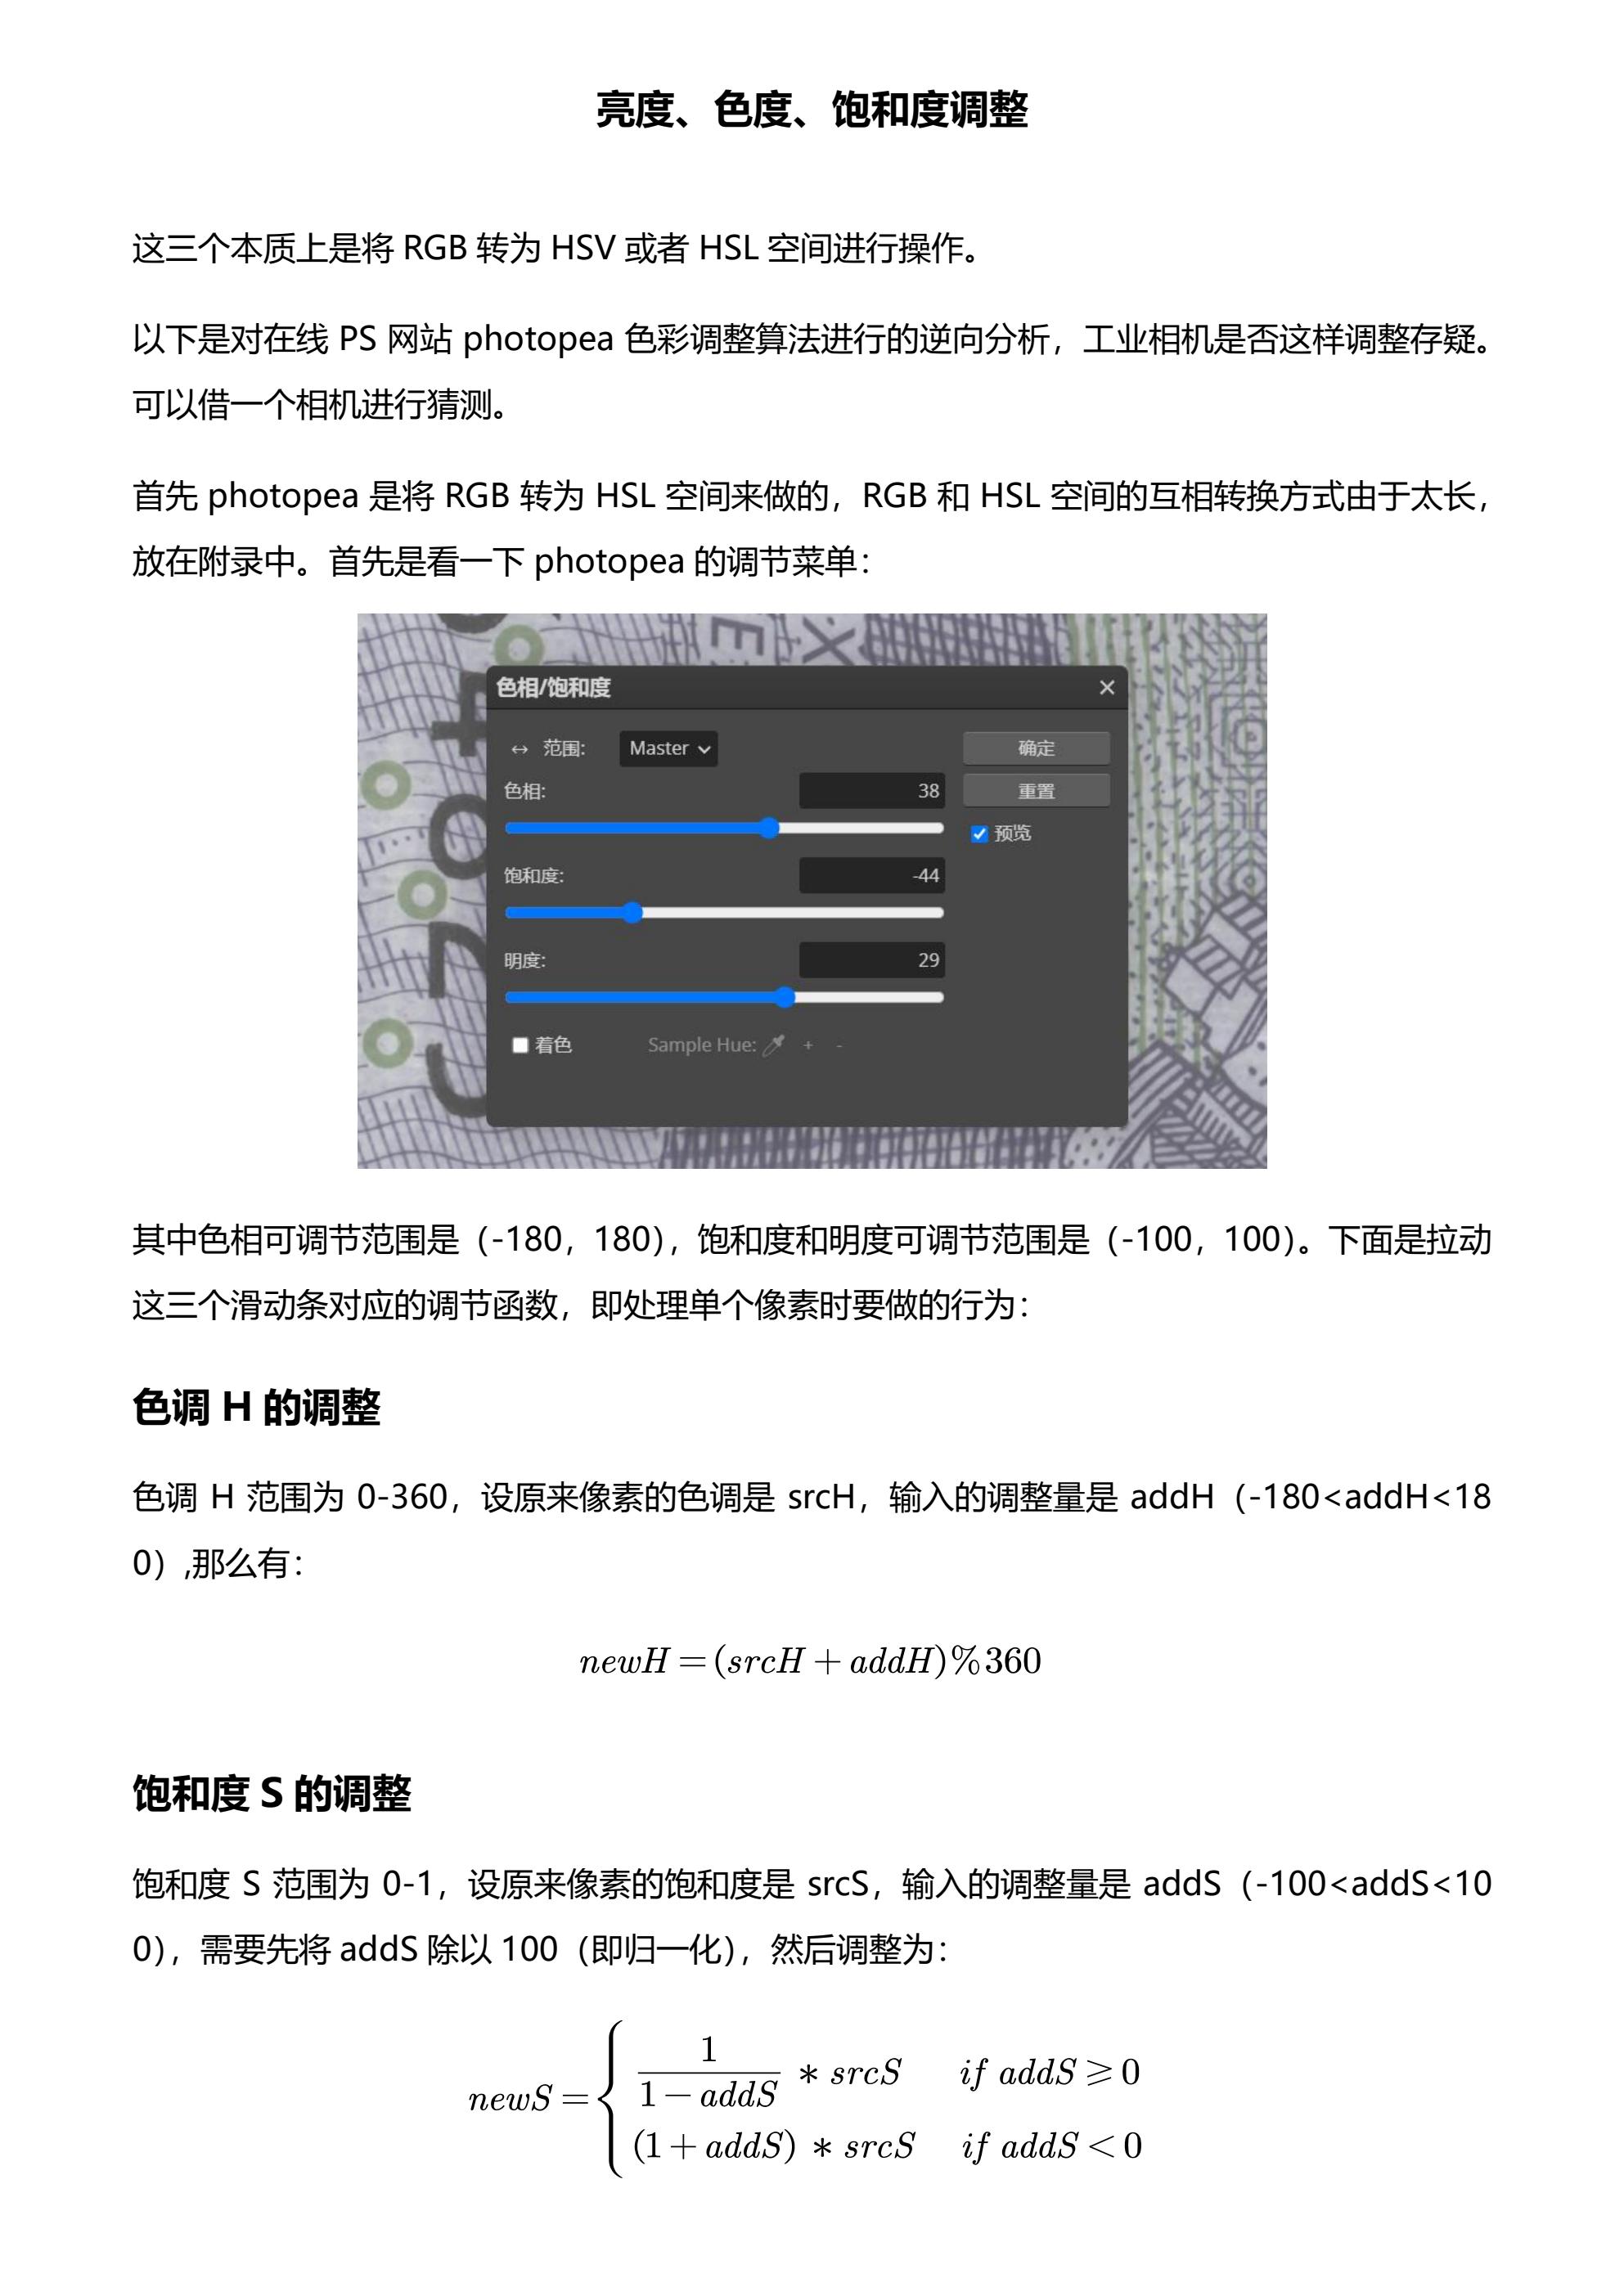 亮度、色度、饱和度调整
这三个本质上是将 RGB 转为 HSV 或者 HSL 空间进行操作。
以下是对在线 PS 网站 photopea 色彩调整算法进行的逆向分析，工业相机是否这样调整存疑。
可以借一个相机进行猜测。
首先 photopea 是将 RGB 转为 HSL 空间来做的，RGB 和 HSL 空间的互相转换方式由于太长，
放在附录中。首先是看一下 photopea 的调节菜单：
色相/饱和度 ×
↔ 范围: Master 确定
色相: 38 重置
预览
饱和度: -44
明度: 29
着色 Sample Hue: + -
其中色相可调节范围是（-180，180），饱和度和明度可调节范围是（-100，100）。下面是拉动
这三个滑动条对应的调节函数，即处理单个像素时要做的行为：
色调 H 的调整
色调 H 范围为 0-360，设原来像素的色调是 srcH，输入的调整量是 addH（-180<addH<18
0）,那么有：
newH = (srcH + addH)%360
饱和度 S 的调整
饱和度 S 范围为 0-1，设原来像素的饱和度是 srcS，输入的调整量是 addS（-100<addS<10
0），需要先将 addS 除以 100（即归一化），然后调整为：
newS = { 1/(1 − addS) * srcS if addS ⩾ 0
(1 + addS) * srcS if addS < 0